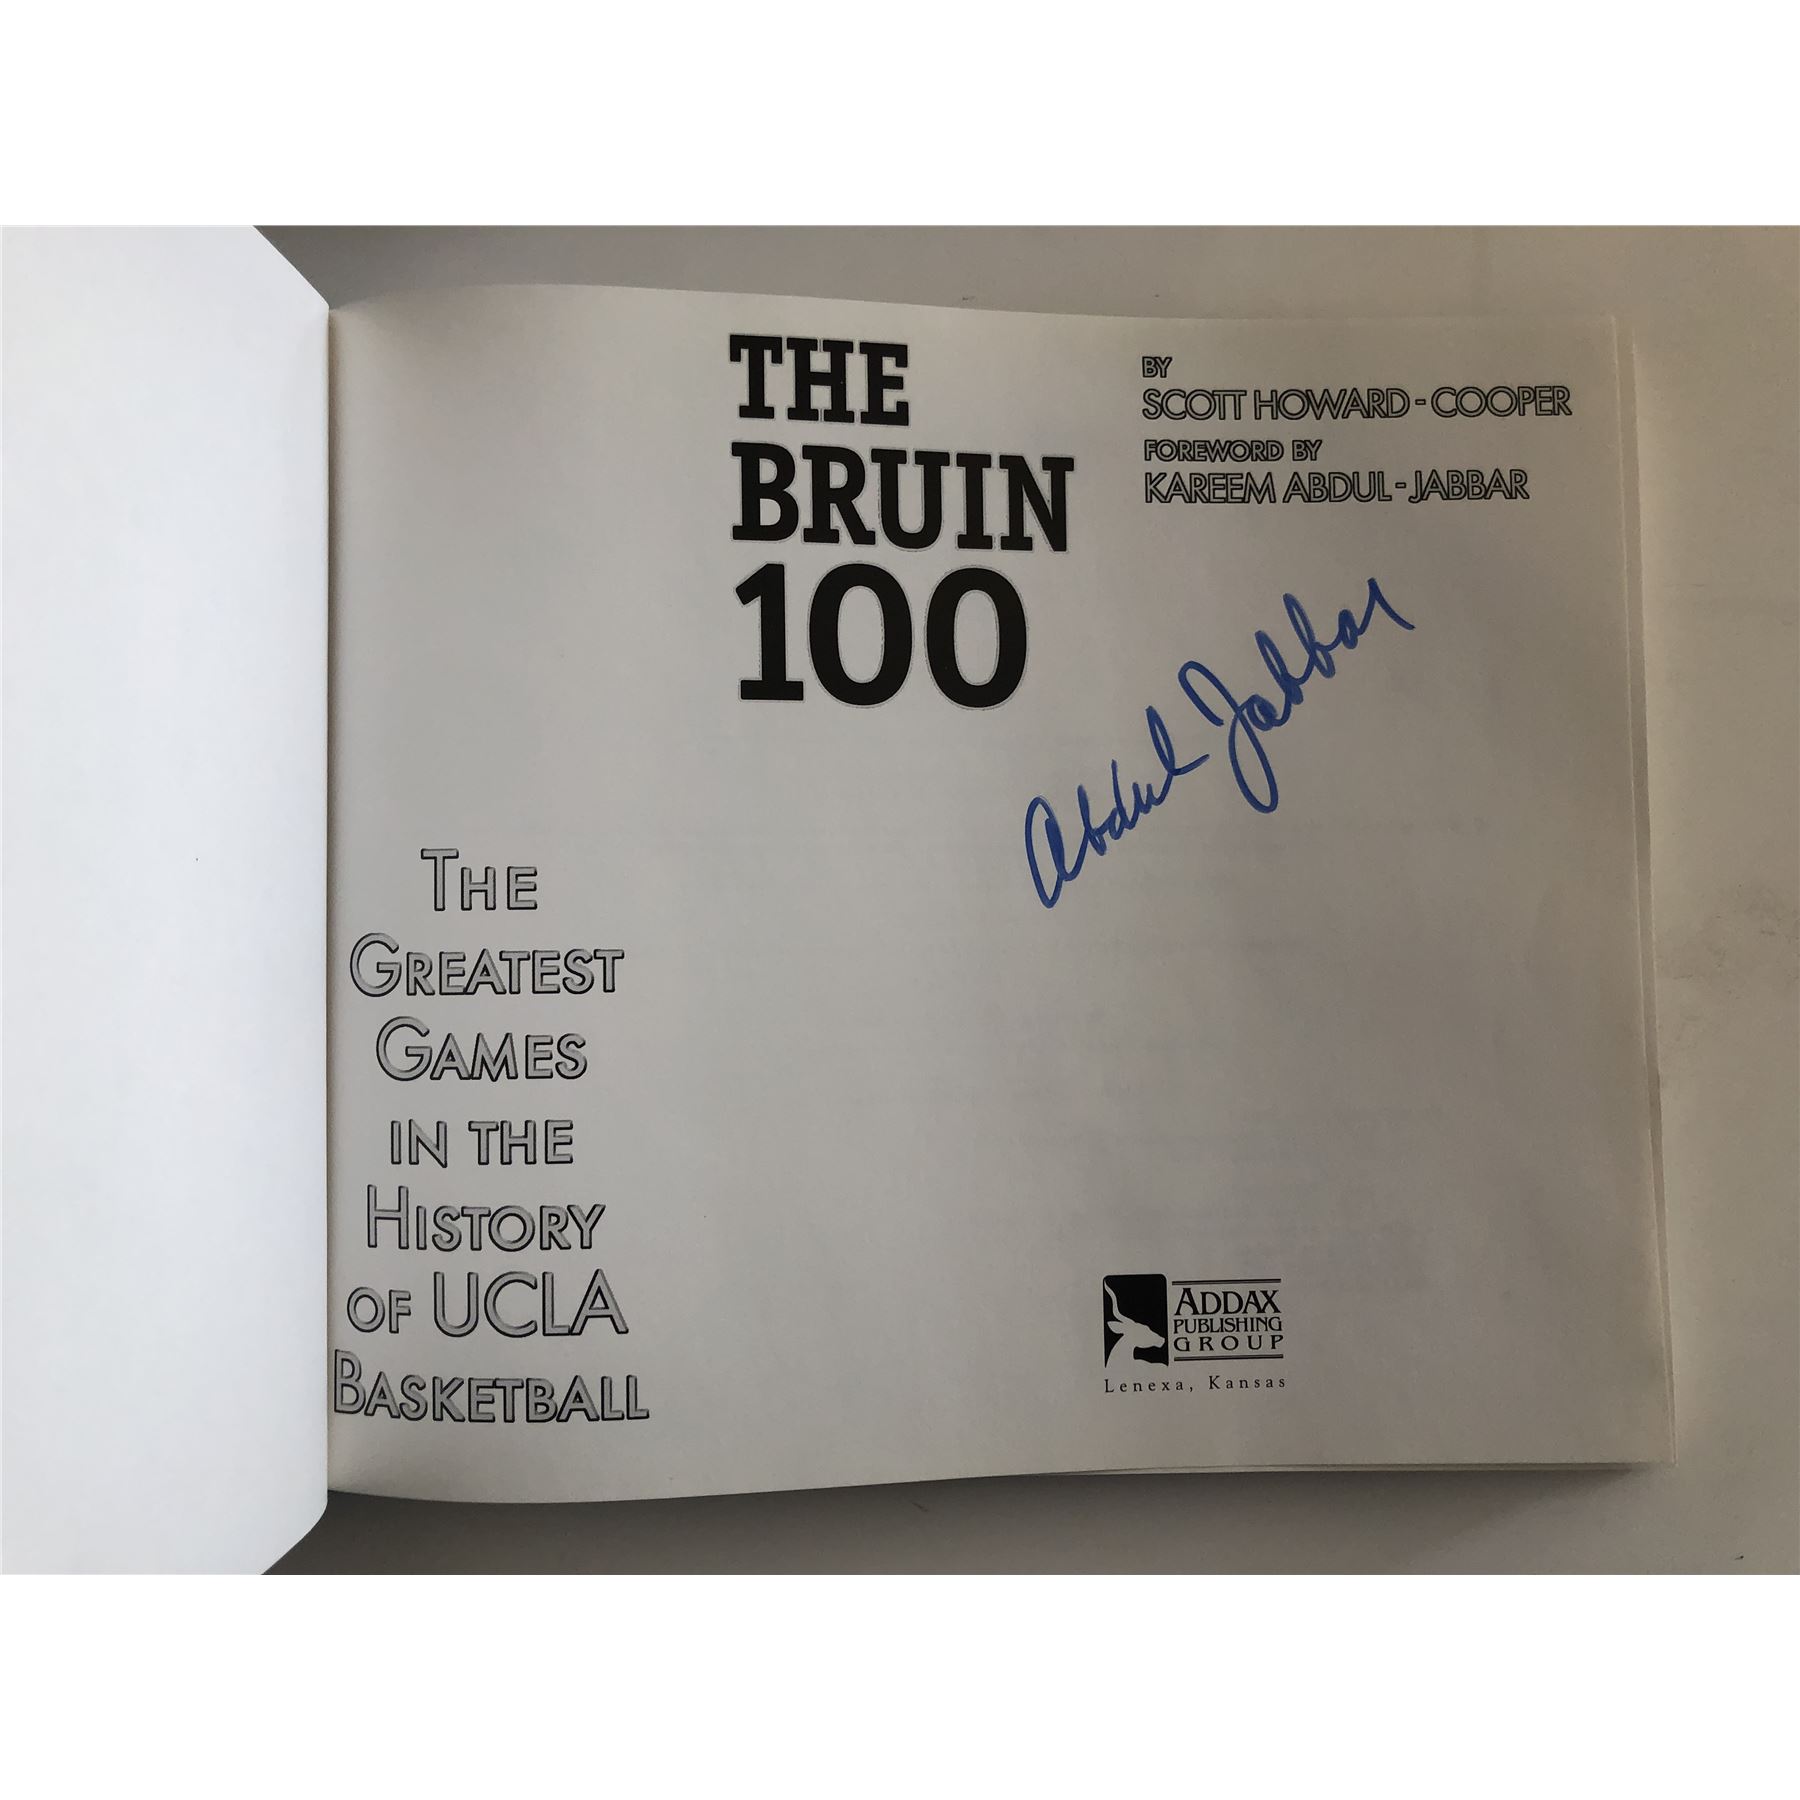 THE
BRUIN
100
BY
SCOTT HOWARD-COOPER
FOREWORD BY
KAREEM ABDUL-JABBAR
Abdul-Jabbar
THE
GREATEST
GAMES
IN THE
HISTORY
OF UCLA
BASKETBALL
ADDAX
PUBLISHING
GROUP
Lenexa, Kansas